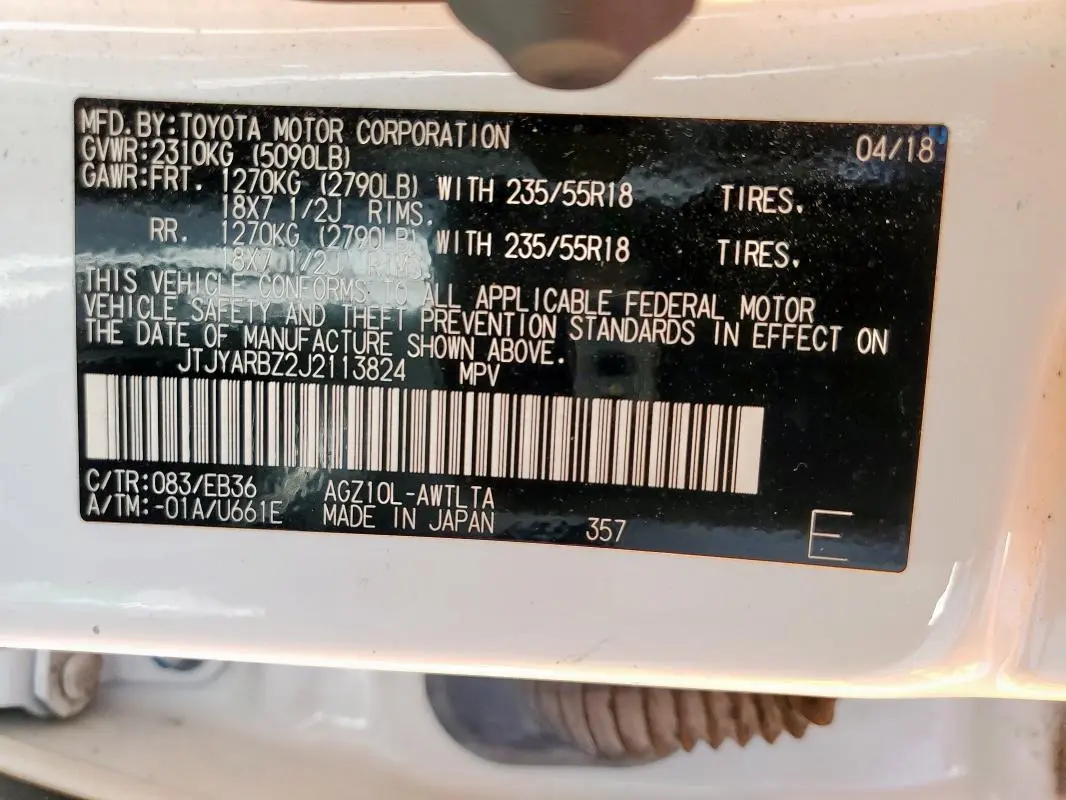 MFD.BY:TOYOTA MOTOR CORPORATION 04/18
GVWR:2310KG (5090LB)
GAWR:FRT. 1270KG (2790LB) WITH 235/55R18 TIRES.
18X7 1/2J RIMS.
RR. 1270KG (2790LB) WITH 235/55R18 TIRES.
18X7 1/2J RIMS.
THIS VEHICLE CONFORMS TO ALL APPLICABLE FEDERAL MOTOR
VEHICLE SAFETY AND THEFT PREVENTION STANDARDS IN EFFECT ON
THE DATE OF MANUFACTURE SHOWN ABOVE.
JTJYARBZ2J2113824 MPV
C/TR:083/EB36 AGZ10L-AWTLTA
A/TM:-01A/U661E MADE IN JAPAN 357 E